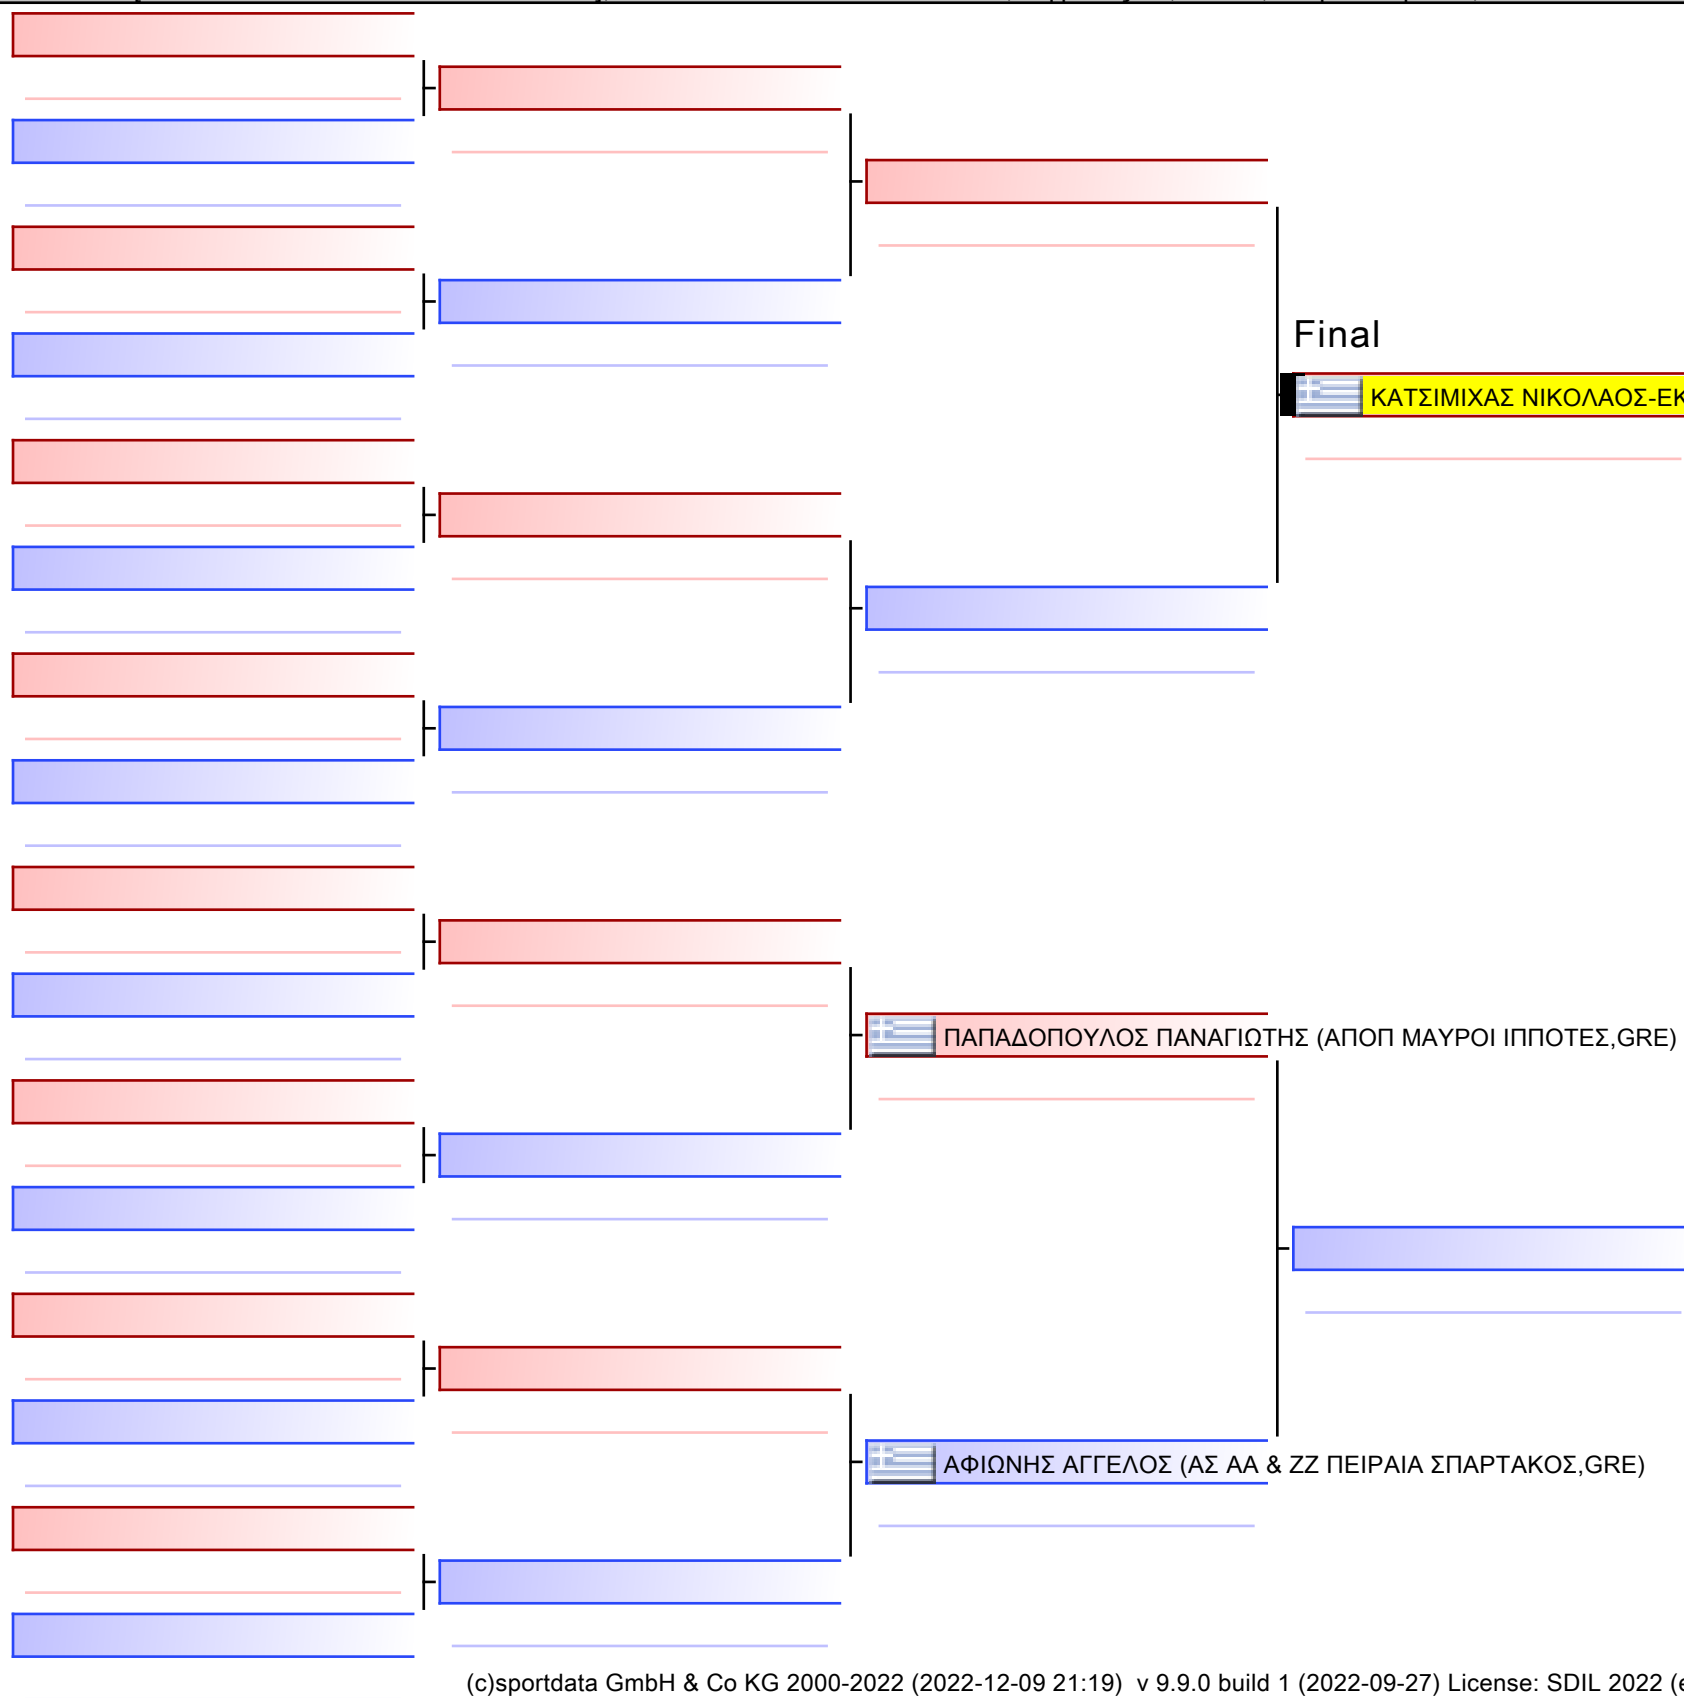 Final
ΚΑΤΣΙΜΙΧΑΣ ΝΙΚΟΛΑΟΣ-ΕΚ
ΠΑΠΑΔΟΠΟΥΛΟΣ ΠΑΝΑΓΙΩΤΗΣ (ΑΠΟΠ ΜΑΥΡΟΙ ΙΠΠΟΤΕΣ,GRE)
ΑΦΙΩΝΗΣ ΑΓΓΕΛΟΣ (ΑΣ ΑΑ & ΖΖ ΠΕΙΡΑΙΑ ΣΠΑΡΤΑΚΟΣ,GRE)
(c)sportdata GmbH & Co KG 2000-2022 (2022-12-09 21:19) v 9.9.0 build 1 (2022-09-27) License: SDIL 2022 (e